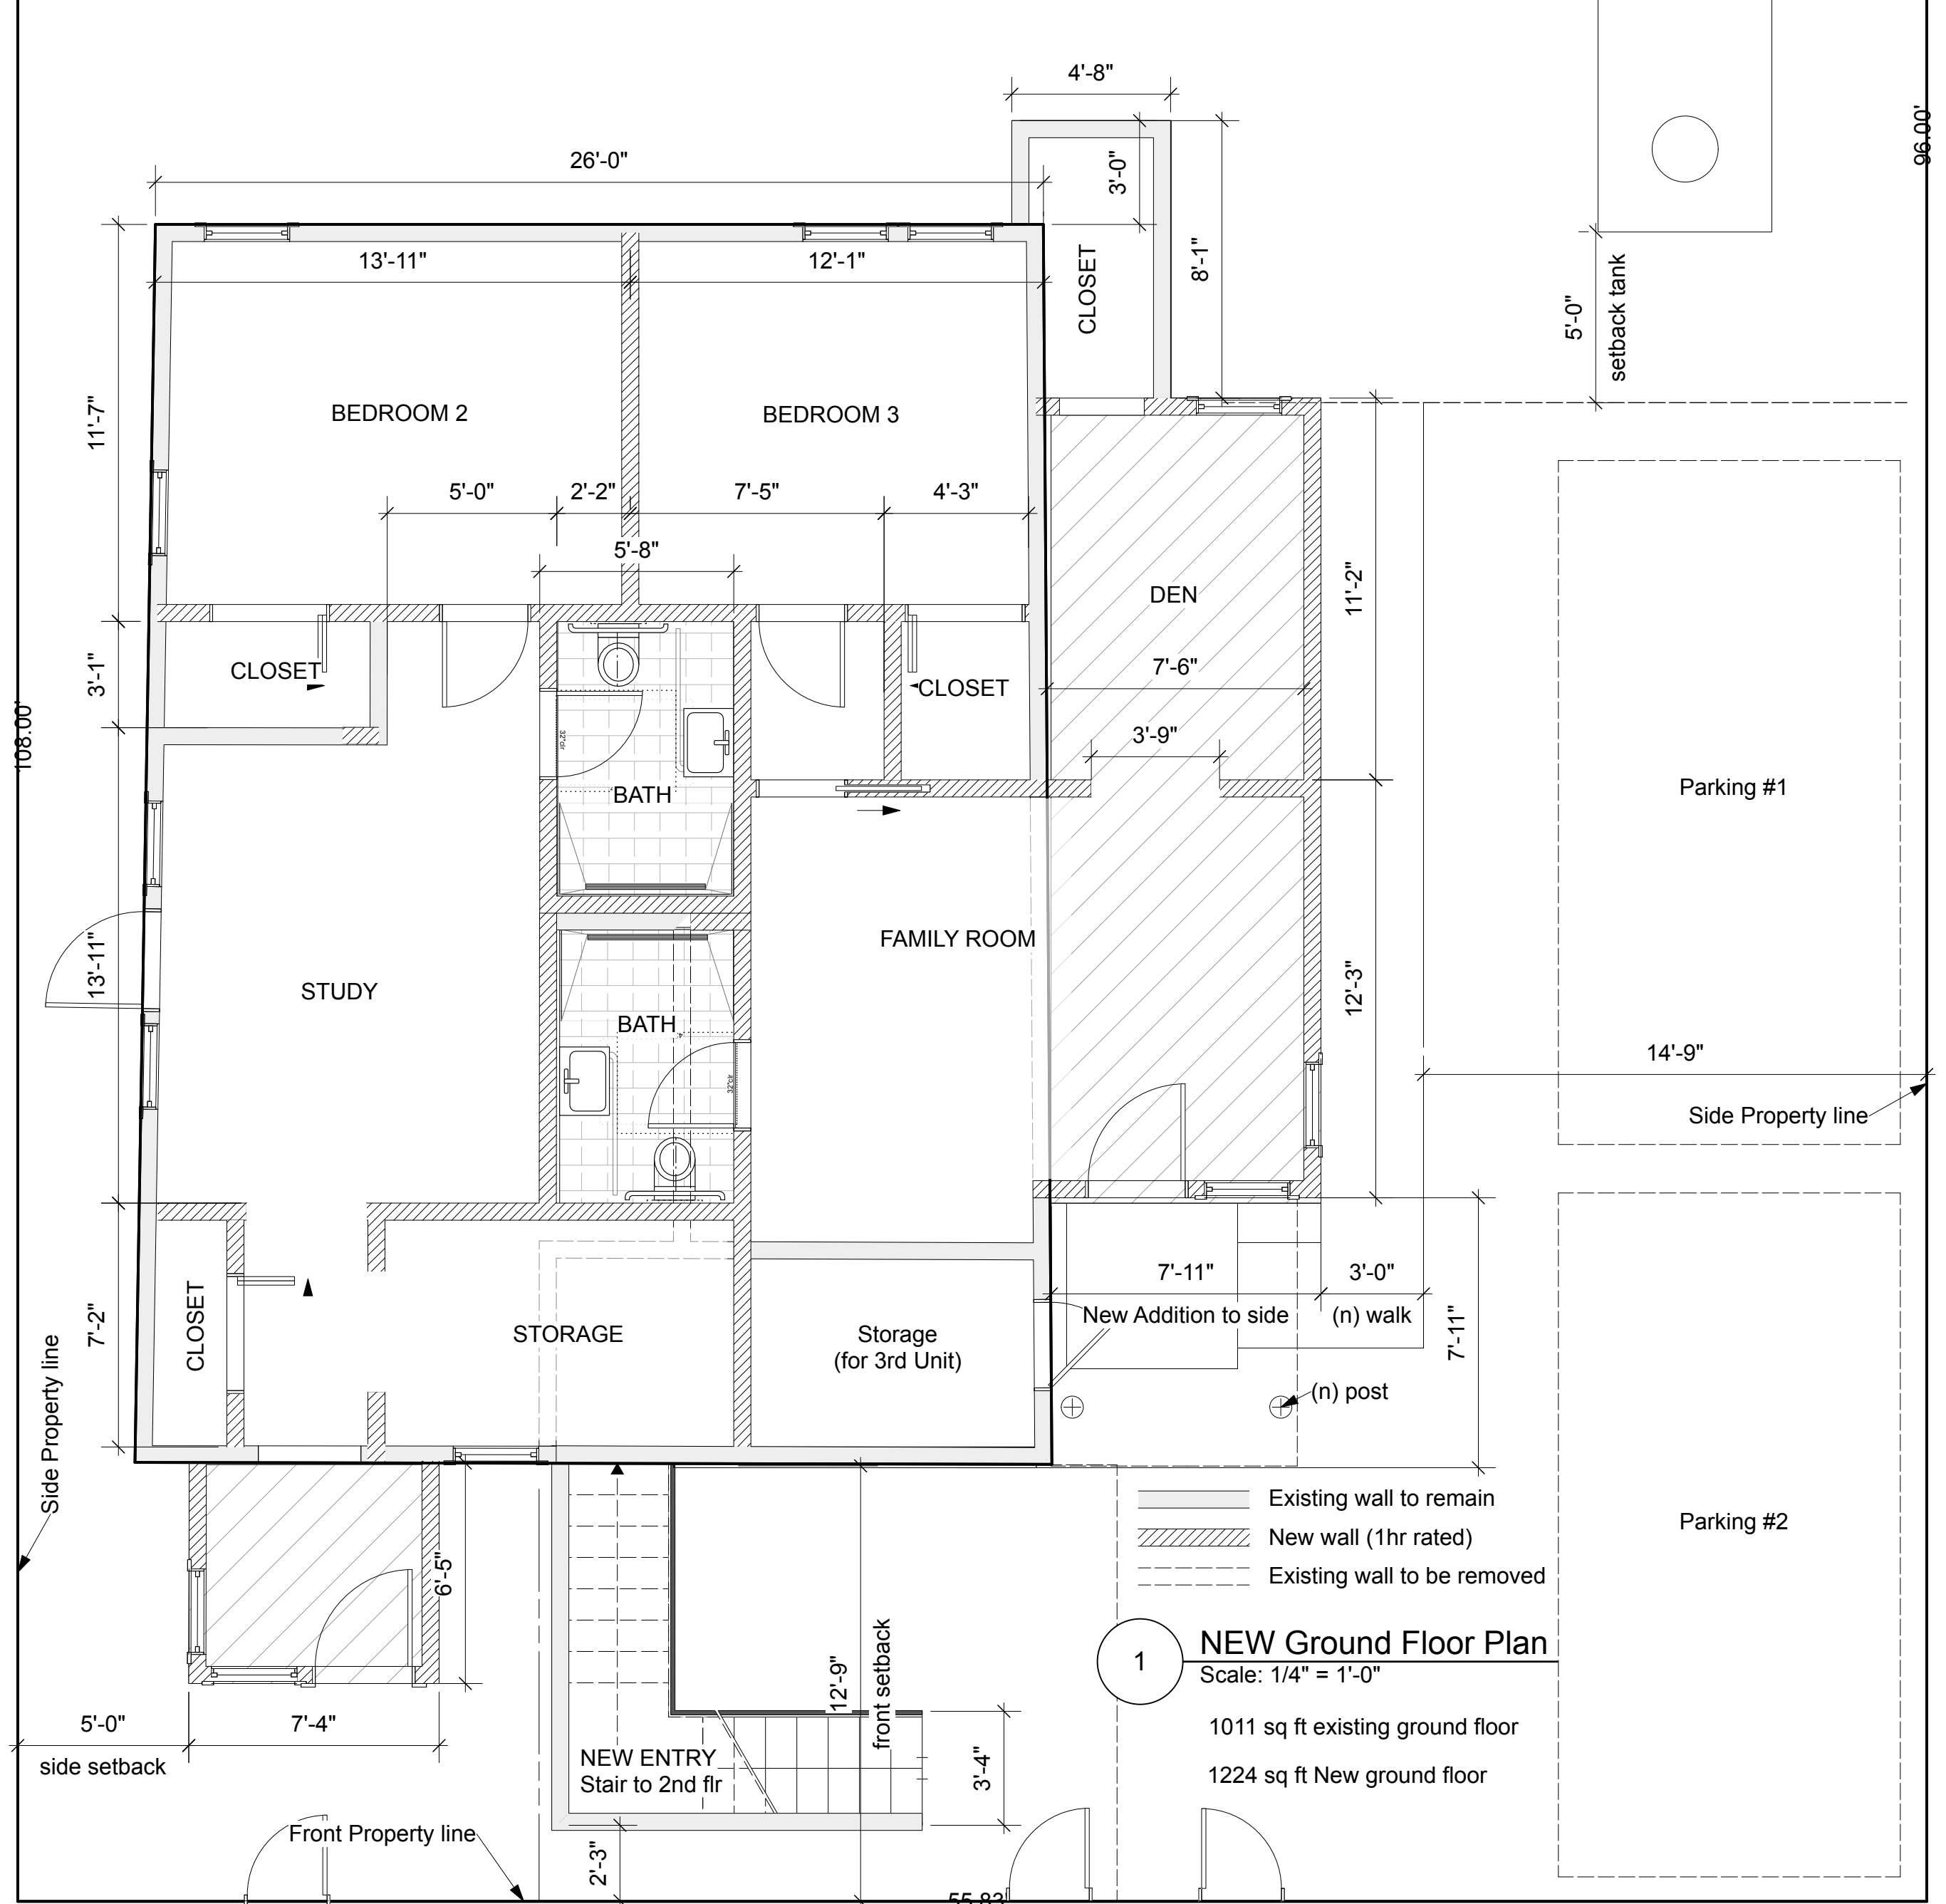 4'-8"
96.00'
26'-0"
3'-0"
8'-1"
CLOSET
13'-11"
12'-1"
5'-0"
setback tank
11'-7"
BEDROOM 2
BEDROOM 3
5'-0"
2'-2"
7'-5"
4'-3"
5'-8"
DEN
11'-2"
3'-1"
CLOSET
CLOSET
7'-6"
108.00'
32"clr
3'-9"
BATH
Parking #1
FAMILY ROOM
13'-11"
STUDY
12'-3"
BATH
32"clr
14'-9"
Side Property line
7'-11"
3'-0"
New Addition to side
(n) walk
7'-11"
7'-2"
CLOSET
STORAGE
Storage
(for 3rd Unit)
(n) post
Side Property line
Existing wall to remain
New wall (1hr rated)
Existing wall to be removed
Parking #2
6'-5"
1
NEW Ground Floor Plan
Scale: 1/4" = 1'-0"
12'-9"
front setback
5'-0"
7'-4"
side setback
NEW ENTRY
Stair to 2nd flr
3'-4"
1011 sq ft existing ground floor
1224 sq ft New ground floor
Front Property line
2'-3"
55.83'